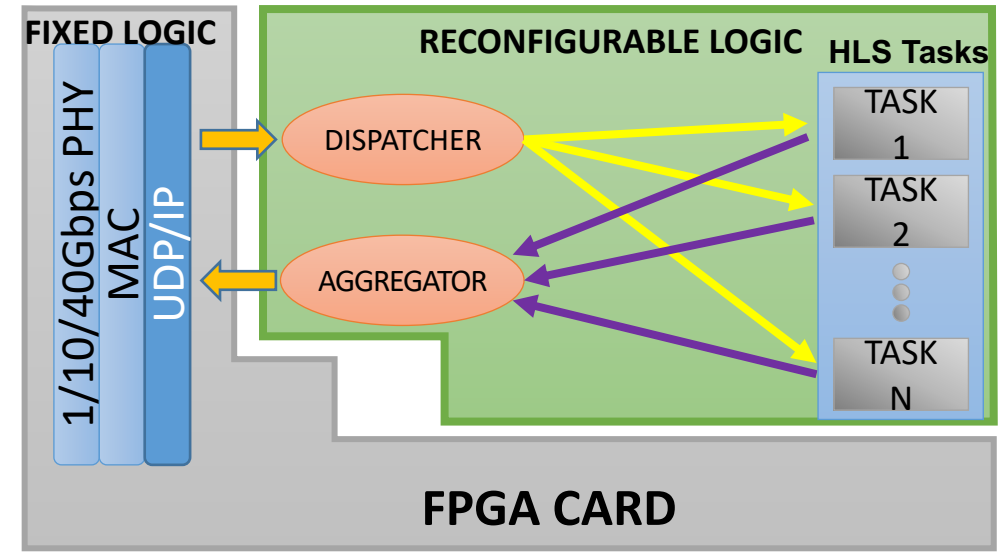 FIXED LOGIC
RECONFIGURABLE LOGIC
HLS Tasks
1/10/40Gbps PHY
MAC
UDP/IP
DISPATCHER
AGGREGATOR
TASK
1
TASK
2
TASK
N
FPGA CARD